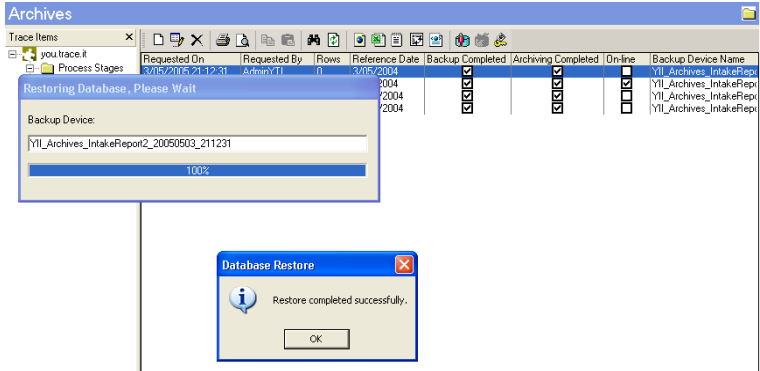 Archives
Trace Items
you.trace.it
Process Stages
Requested On Requested By Rows Reference Date Backup Completed Archiving Completed On-line Backup Device Name
3/05/2005 21:12:31 AdminYTI 0 3/05/2004 YII_Archives_IntakeRepo
/2004 YII_Archives_IntakeRepo
/2004 YII_Archives_IntakeRepo
/2004 YII_Archives_IntakeRepo
Restoring Database, Please Wait
Backup Device:
YII_Archives_IntakeReport2_20050503_211231
100%
Database Restore
Restore completed successfully.
OK